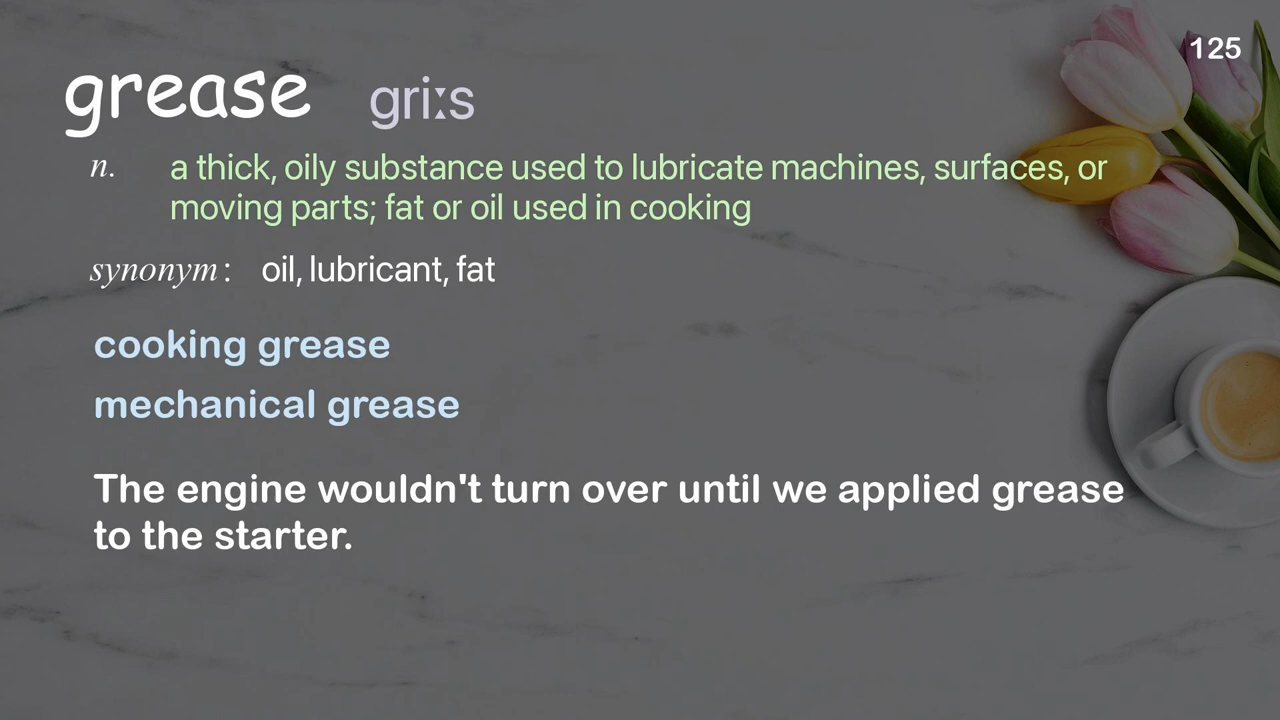 125
grease griːs
n. a thick, oily substance used to lubricate machines, surfaces, or
moving parts; fat or oil used in cooking
synonym: oil, lubricant, fat
cooking grease
mechanical grease
The engine wouldn't turn over until we applied grease
to the starter.